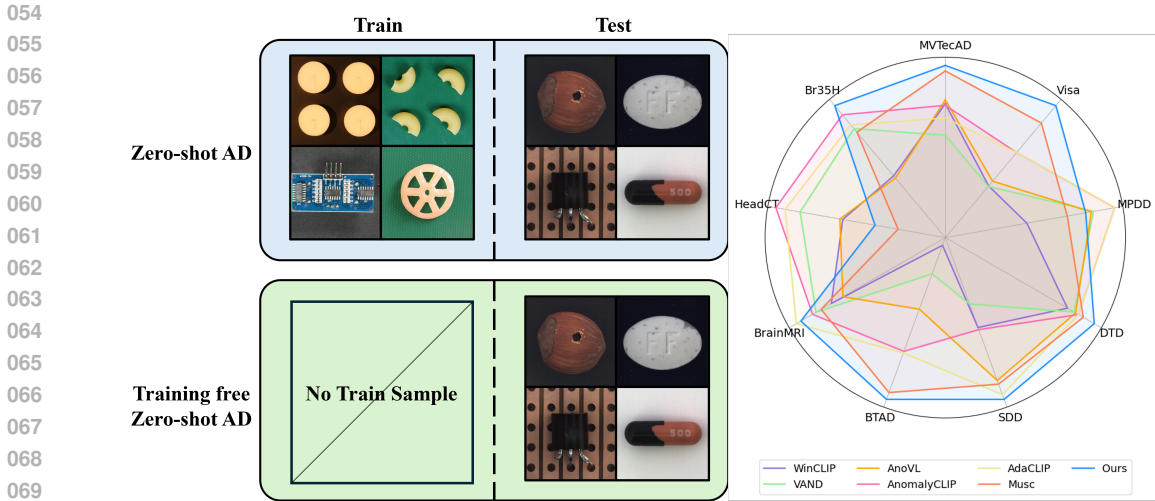 054
055
056
057
058
059
060
061
062
063
064
065
066
067
068
069
Train
Test
Zero-shot AD
FF
500
Training free
Zero-shot AD
No Train Sample
FF
500
MVTecAD
Visa
MPDD
DTD
SDD
BTAD
BrainMRI
HeadCT
Br35H
WinCLIP
VAND
AnoVL
AnomalyCLIP
AdaCLIP
Musc
Ours